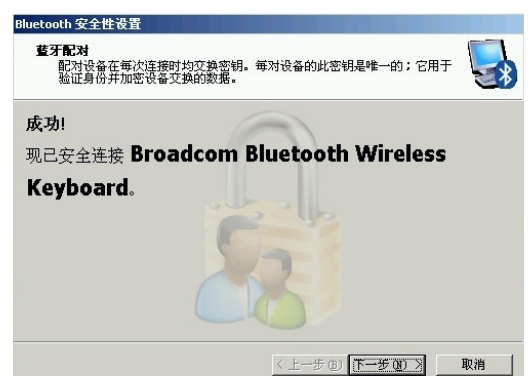 Bluetooth 安全性设置
蓝牙配对
配对设备在每次连接时均交换密钥。每对设备的此密钥是唯一的；它用于
验证身份并加密设备交换的数据。
成功!
现已安全连接 Broadcom Bluetooth Wireless
Keyboard。
< 上一步(B) 下一步(N) > 取消